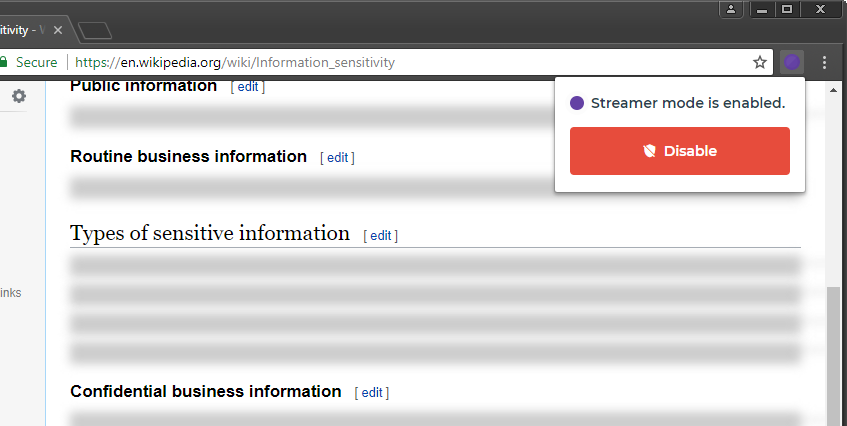 itivity - W
Secure https://en.wikipedia.org/wiki/Information_sensitivity
Streamer mode is enabled.
Disable
Public information [ edit ]
Routine business information [ edit ]
Types of sensitive information [ edit ]
inks
Confidential business information [ edit ]